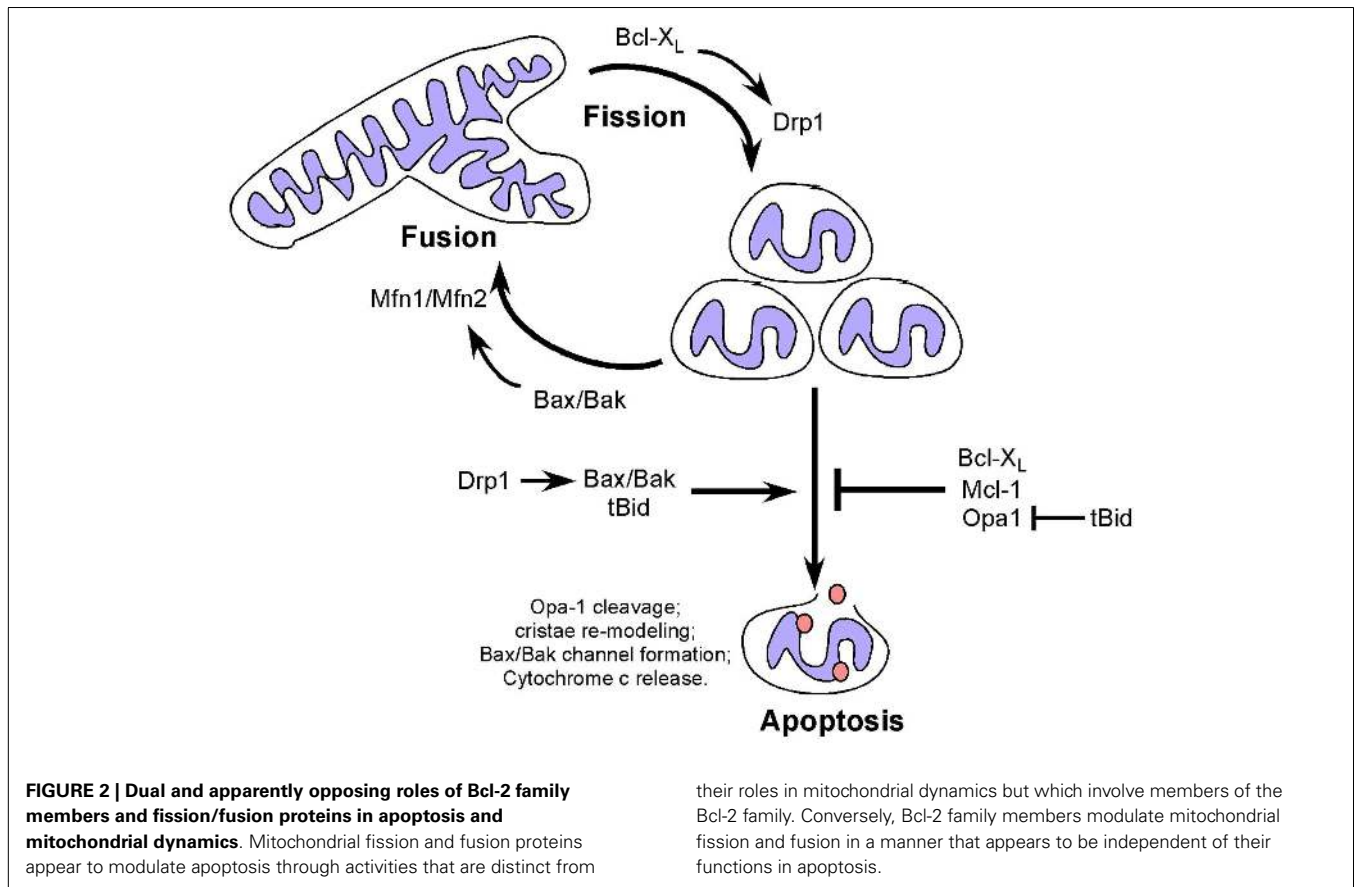 Bcl-XL
Fission
Drp1
Fusion
Mfn1/Mfn2
Bax/Bak
Drp1
Bax/Bak
tBid
Bcl-XL
Mcl-1
Opa1
tBid
Opa-1 cleavage;
cristae re-modeling;
Bax/Bak channel formation;
Cytochrome c release.
Apoptosis
FIGURE 2 | Dual and apparently opposing roles of Bcl-2 family
members and fission/fusion proteins in apoptosis and
mitochondrial dynamics. Mitochondrial fission and fusion proteins
appear to modulate apoptosis through activities that are distinct from
their roles in mitochondrial dynamics but which involve members of the
Bcl-2 family. Conversely, Bcl-2 family members modulate mitochondrial
fission and fusion in a manner that appears to be independent of their
functions in apoptosis.